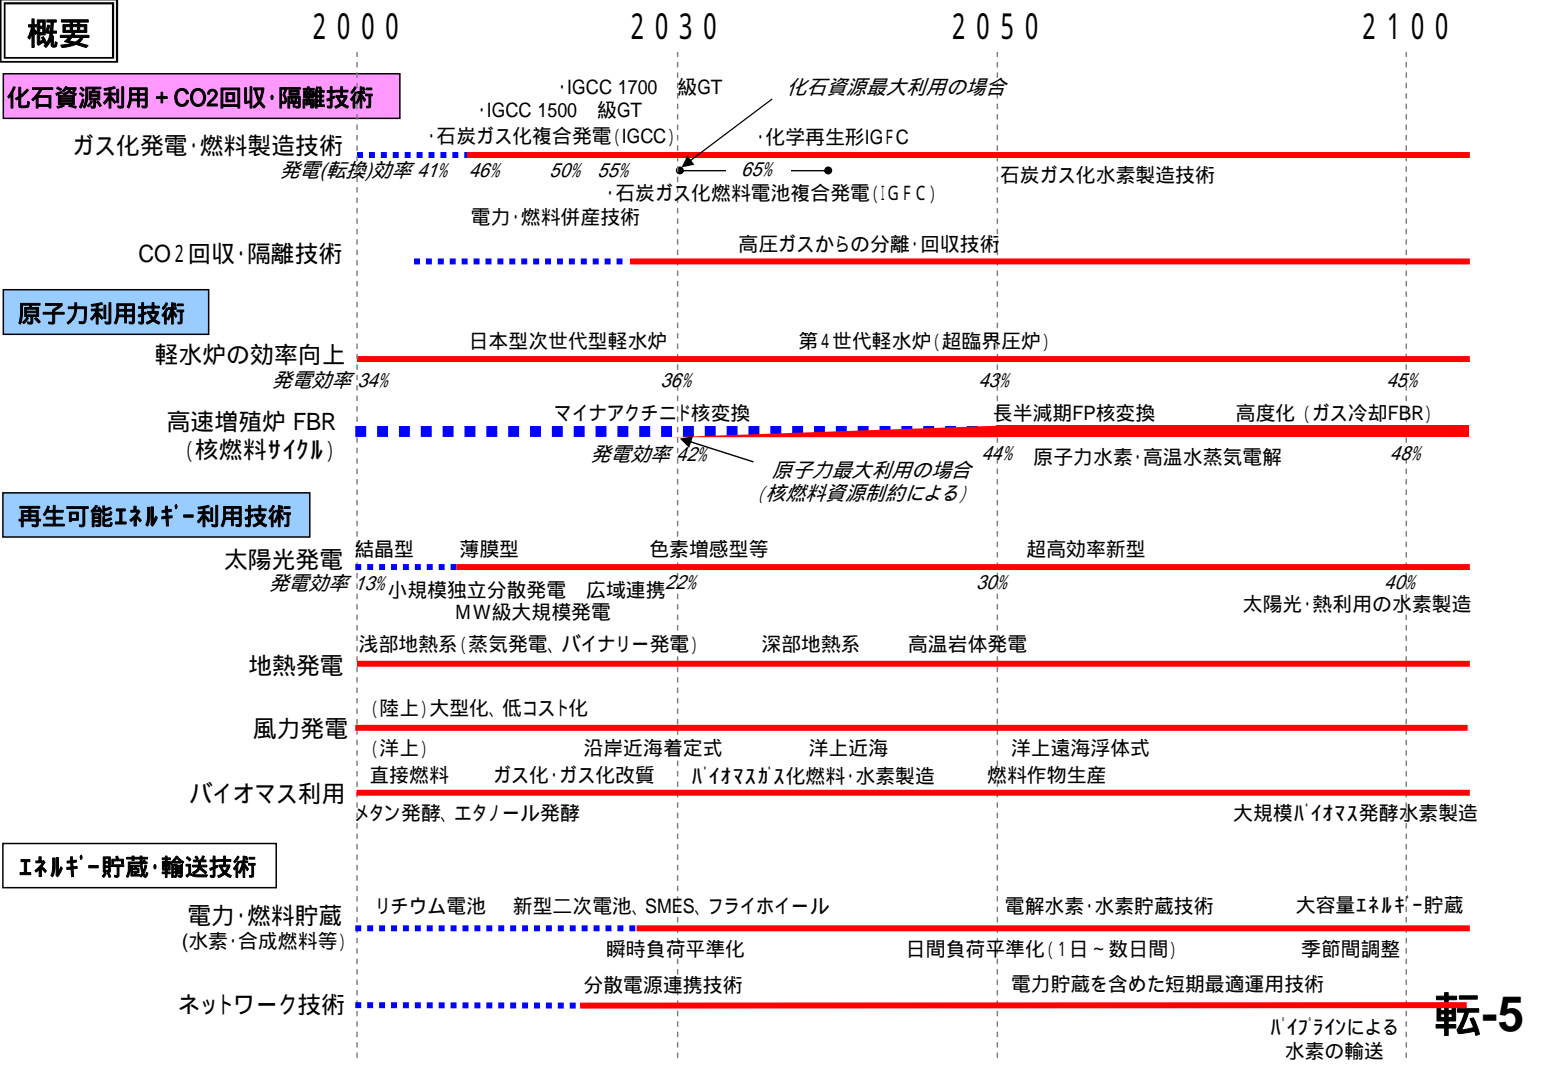 概要
2000 2030 2050 2100
化石資源利用＋CO2回収･隔離技術
･IGCC 1700 級GT
化石資源最大利用の場合
･IGCC 1500 級GT
･石炭ガス化複合発電(IGCC)
･化学再生形IGFC
ガス化発電･燃料製造技術
発電(転換)効率 41% 46% 50% 55% 65%
石炭ガス化水素製造技術
･石炭ガス化燃料電池複合発電(IGFC)
電力･燃料併産技術
CO2回収･隔離技術
高圧ガスからの分離･回収技術
原子力利用技術
日本型次世代型軽水炉 第4世代軽水炉(超臨界圧炉)
軽水炉の効率向上
発電効率 34% 36% 43% 45%
マイナアクチニド核変換 長半減期FP核変換 高度化 (ガス冷却FBR)
高速増殖炉 FBR
(核燃料ｻｲｸﾙ)
発電効率 42% 44% 原子力水素･高温水蒸気電解 48%
原子力最大利用の場合
(核燃料資源制約による)
再生可能ｴﾈﾙｷﾞｰ利用技術
結晶型 薄膜型 色素増感型等 超高効率新型
太陽光発電
発電効率 13% 小規模独立分散発電 広域連携 22% 30% 40%
MW級大規模発電
太陽光･熱利用の水素製造
浅部地熱系(蒸気発電、バイナリー発電) 深部地熱系 高温岩体発電
地熱発電
(陸上)大型化、低コスト化
風力発電
(洋上) 沿岸近海着定式 洋上近海 洋上遠海浮体式
直接燃料 ガス化･ガス化改質 ﾊﾞｲｵﾏｽｶﾞｽ化燃料･水素製造 燃料作物生産
バイオマス利用
メタン発酵、エタノール発酵 大規模ﾊﾞｲｵﾏｽ発酵水素製造
ｴﾈﾙｷﾞｰ貯蔵･輸送技術
リチウム電池 新型二次電池、SMES、フライホイール 電解水素･水素貯蔵技術 大容量ｴﾈﾙｷﾞｰ貯蔵
電力･燃料貯蔵
(水素･合成燃料等)
瞬時負荷平準化 日間負荷平準化(1日~数日間) 季節間調整
分散電源連携技術 電力貯蔵を含めた短期最適運用技術
ネットワーク技術
ﾊﾟｲﾌﾟﾗｲﾝによる
水素の輸送
転-5